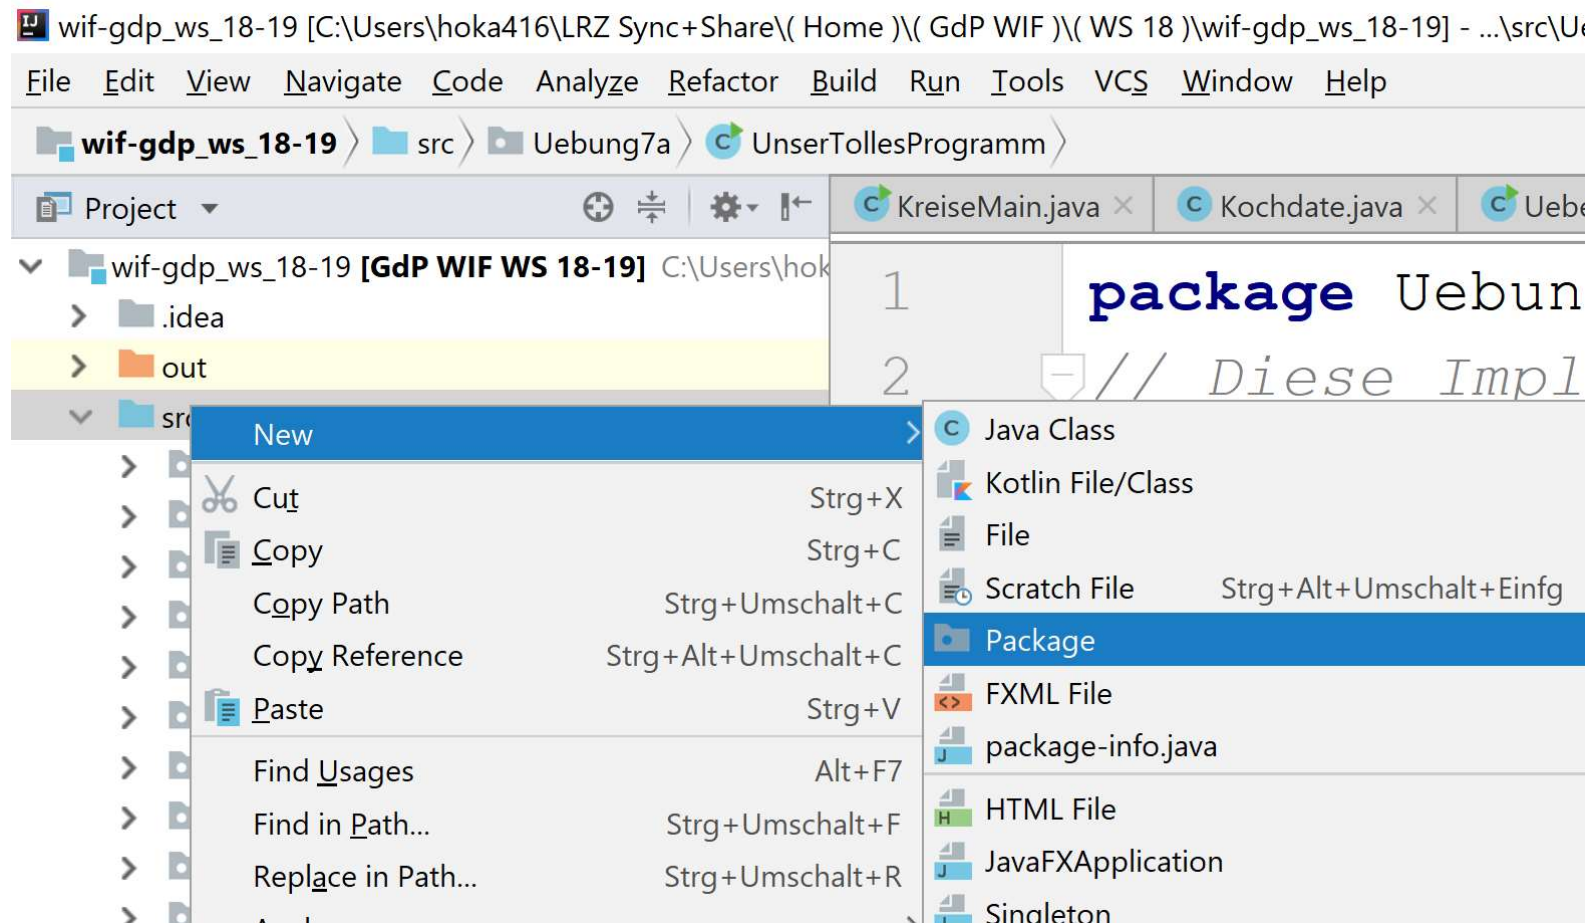 wif-gdp_ws_18-19 [C:\Users\hoka416\LRZ Sync+Share\( Home )\( GdP WIF )\( WS 18 )\wif-gdp_ws_18-19] - ...\src\Ue
File Edit View Navigate Code Analyze Refactor Build Run Tools VCS Window Help
wif-gdp_ws_18-19 src Uebung7a UnserTollesProgramm
Project KreiseMain.java Kochdate.java Uebe
wif-gdp_ws_18-19 [GdP WIF WS 18-19] C:\Users\hok
1 package Uebun
.idea
out
2 // Diese Impl
src
New
Cut Strg+X
Copy Strg+C
Copy Path Strg+Umschalt+C
Copy Reference Strg+Alt+Umschalt+C
Paste Strg+V
Find Usages Alt+F7
Find in Path... Strg+Umschalt+F
Replace in Path... Strg+Umschalt+R
Java Class
Kotlin File/Class
File
Scratch File Strg+Alt+Umschalt+Einfg
Package
FXML File
package-info.java
HTML File
JavaFXApplication
Singleton